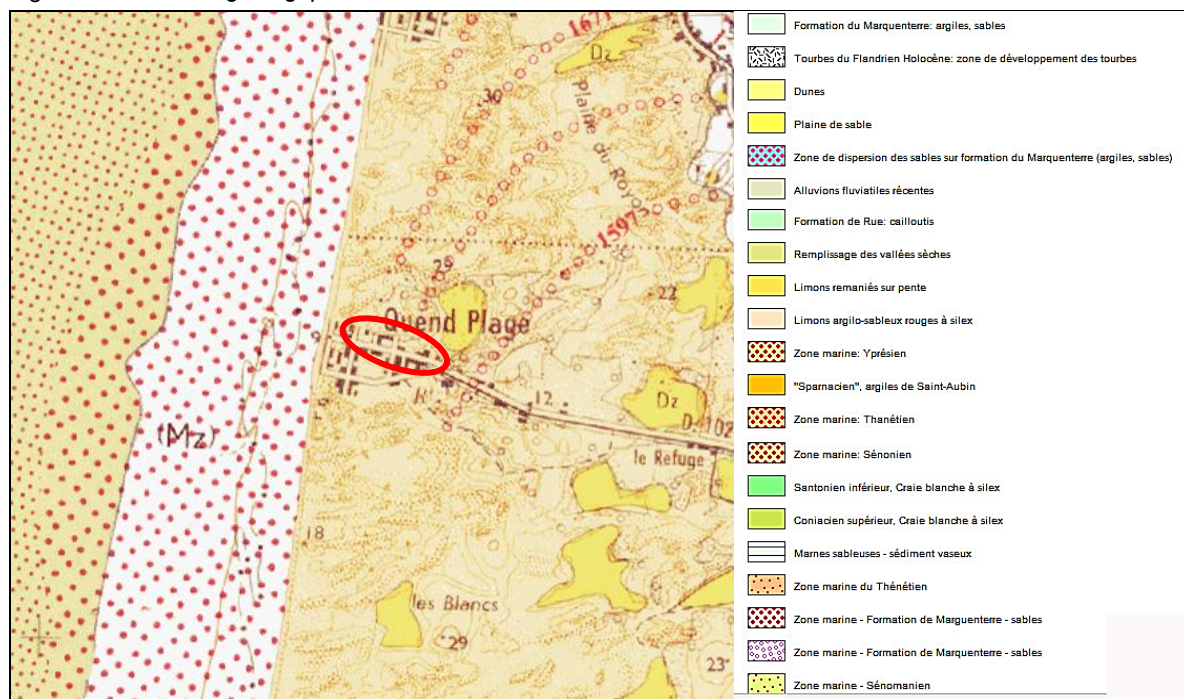 1671
Dz
30
Plaine du Royo
15975
29
22
Quend Plage
9
12
Dz
D.102
(Mz)
le Refuge
18
les Blancs
29
23
Formation du Marquenterre: argiles, sables
Tourbes du Flandrien Holocène: zone de développement des tourbes
Dunes
Plaine de sable
Zone de dispersion des sables sur formation du Marquenterre (argiles, sables)
Alluvions fluviatiles récentes
Formation de Rue: cailloutis
Remplissage des vallées sèches
Limons remaniés sur pente
Limons argilo-sableux rouges à silex
Zone marine: Yprésien
"Sparnacien", argiles de Saint-Aubin
Zone marine: Thanétien
Zone marine: Sénonien
Santonien inférieur, Craie blanche à silex
Coniacien supérieur, Craie blanche à silex
Marnes sableuses - sédiment vaseux
Zone marine du Thénétien
Zone marine - Formation de Marguenterre - sables
Zone marine - Formation de Marquenterre - sables
Zone marine - Sénomanien